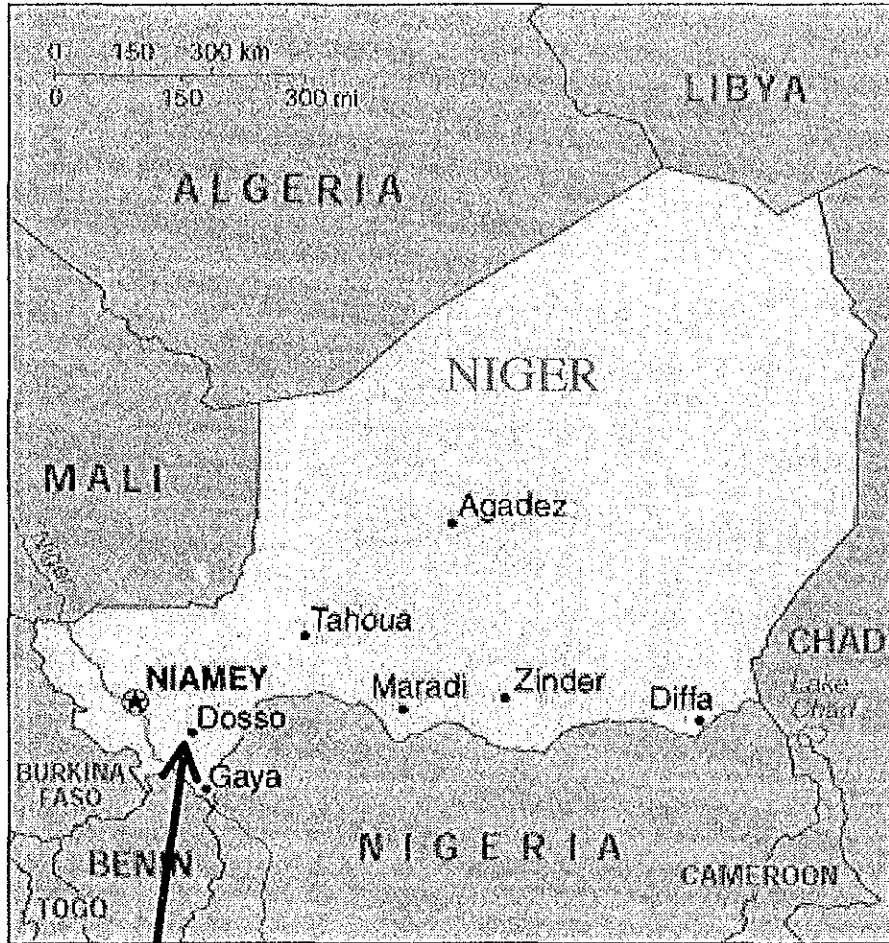 0 150 300 km
0 150 300 mi
LIBYA
ALGERIA
NIGER
MALI
Agadez
Niger
Tahoua
CHAD
NIAMEY
Maradi
Zinder
Diffa
Lake
Chad
Dosso
BURKINA
FASO
Gaya
NIGERIA
BENIN
CAMEROON
TOGO